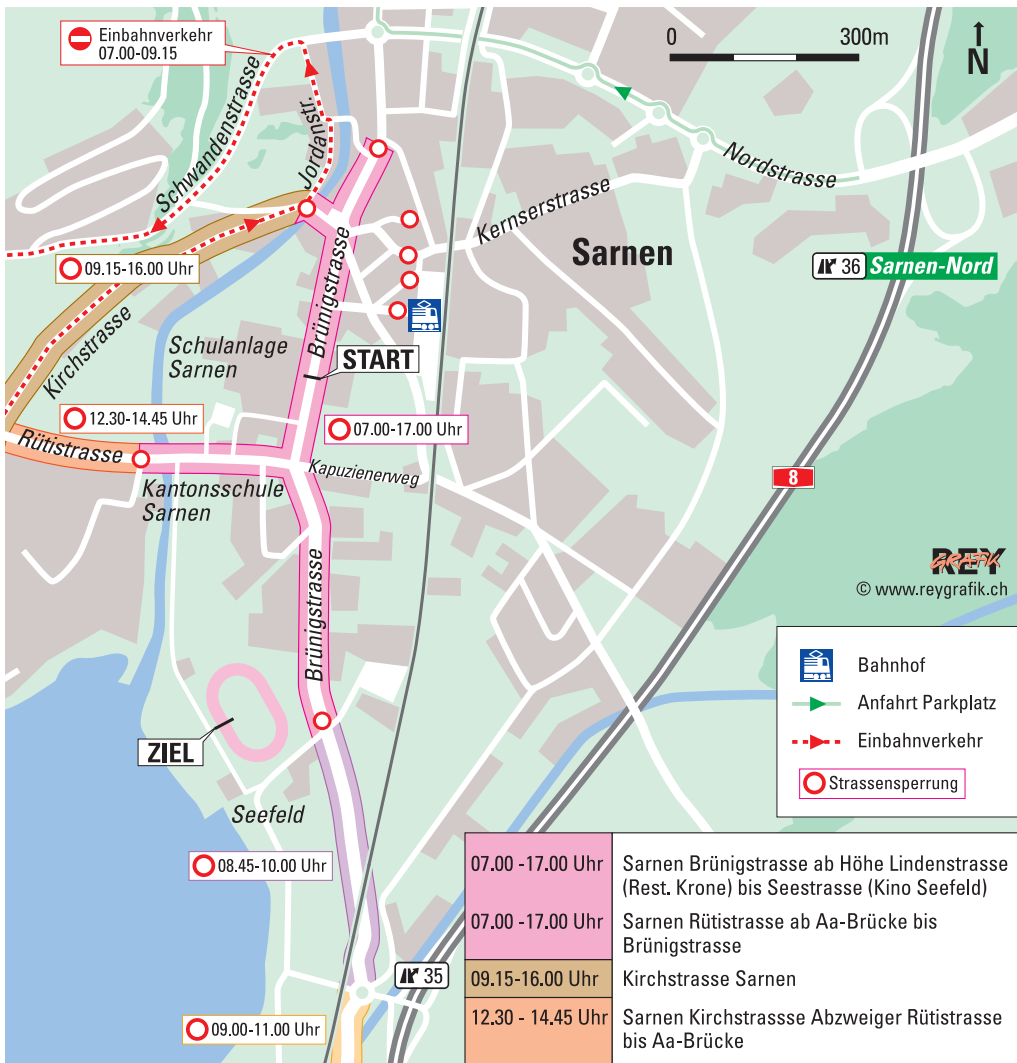 Einbahnverkehr
07.00-09.15
0 300m
N
Schwandenstrasse
Jordanstr.
Nordstrasse
Kernserstrasse
Sarnen
36 Sarnen-Nord
09.15-16.00 Uhr
Brünigstrasse
Kirchstrasse
Schulanlage
Sarnen
START
12.30-14.45 Uhr
07.00-17.00 Uhr
Rütistrasse
Kapuzienerweg
Kantonsschule
Sarnen
8
REY
GRAFIK
© www.reygrafik.ch
Brünigstrasse
ZIEL
Seefeld
Bahnhof
Anfahrt Parkplatz
Einbahnverkehr
Strassensperrung
08.45-10.00 Uhr
35
09.00-11.00 Uhr
07.00 -17.00 Uhr Sarnen Brünigstrasse ab Höhe Lindenstrasse
(Rest. Krone) bis Seestrasse (Kino Seefeld)
07.00 -17.00 Uhr Sarnen Rütistrasse ab Aa-Brücke bis
Brünigstrasse
09.15-16.00 Uhr Kirchstrasse Sarnen
12.30 - 14.45 Uhr Sarnen Kirchstrassse Abzweiger Rütistrasse
bis Aa-Brücke